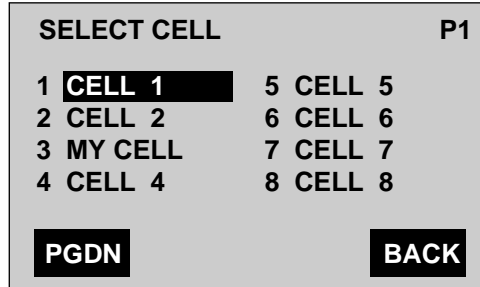 SELECT CELL P1
1 CELL 1 5 CELL 5
2 CELL 2 6 CELL 6
3 MY CELL 7 CELL 7
4 CELL 4 8 CELL 8
PGDN BACK